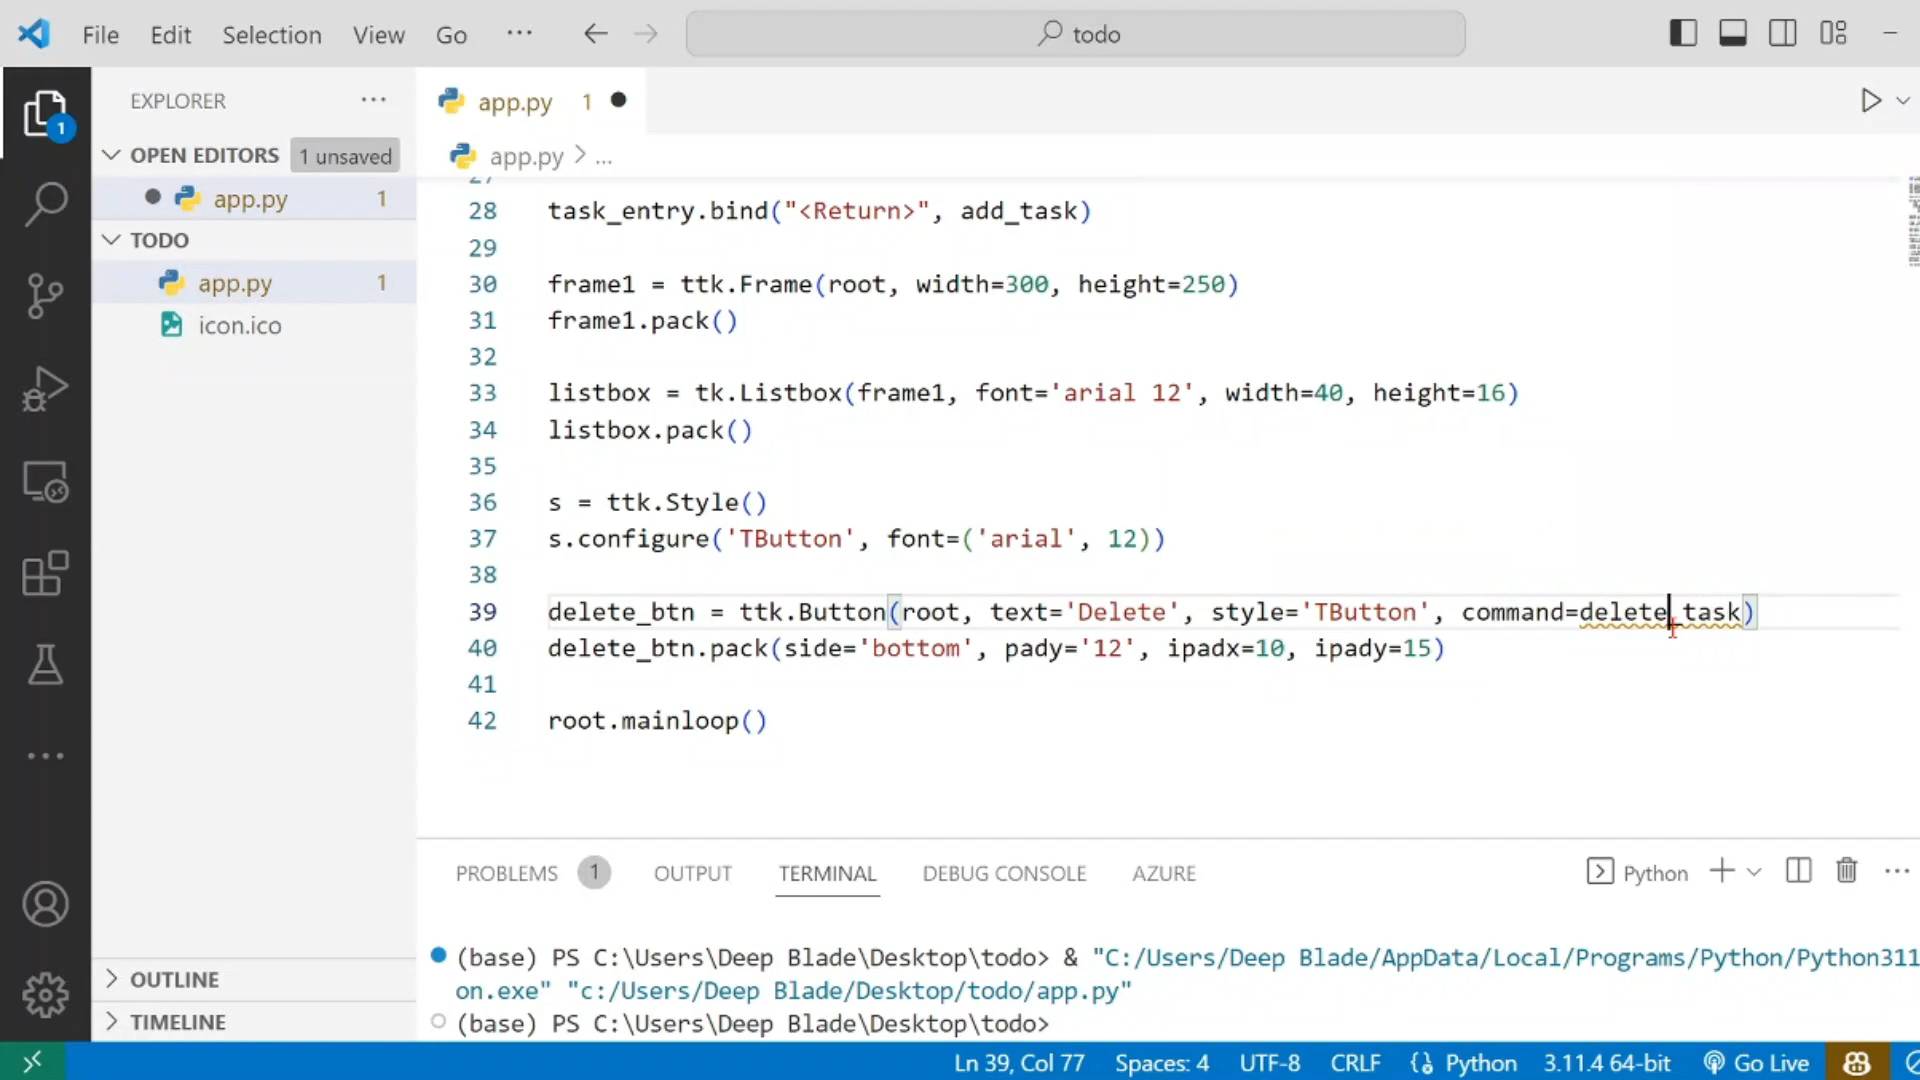 File Edit Selection View Go ... todo
EXPLORER ...
OPEN EDITORS 1 unsaved
app.py 1
TODO
app.py 1
icon.ico
OUTLINE
TIMELINE
1
app.py 1
app.py > ...
27
28 task_entry.bind("<Return>", add_task)
29
30 frame1 = ttk.Frame(root, width=300, height=250)
31 frame1.pack()
32
33 listbox = tk.Listbox(frame1, font='arial 12', width=40, height=16)
34 listbox.pack()
35
36 s = ttk.Style()
37 s.configure('TButton', font=('arial', 12))
38
39 delete_btn = ttk.Button(root, text='Delete', style='TButton', command=delete_task)
40 delete_btn.pack(side='bottom', pady='12', ipadx=10, ipady=15)
41
42 root.mainloop()
PROBLEMS 1 OUTPUT TERMINAL DEBUG CONSOLE AZURE Python
(base) PS C:\Users\Deep Blade\Desktop\todo> & "C:/Users/Deep Blade/AppData/Local/Programs/Python/Python311
on.exe" "c:/Users/Deep Blade/Desktop/todo/app.py"
(base) PS C:\Users\Deep Blade\Desktop\todo>
Ln 39, Col 77 Spaces: 4 UTF-8 CRLF Python 3.11.4 64-bit Go Live